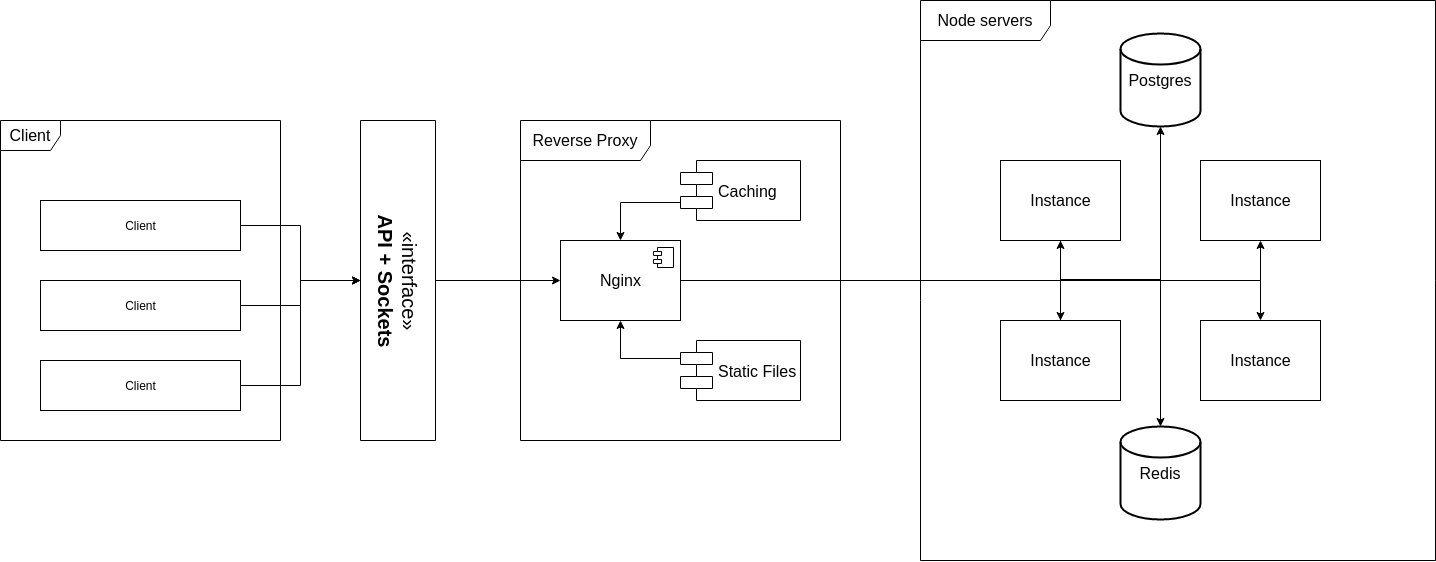 Client
Client
Client
Client
«interface»
API + Sockets
Reverse Proxy
Caching
Nginx
Static Files
Node servers
Postgres
Instance
Instance
Instance
Instance
Redis